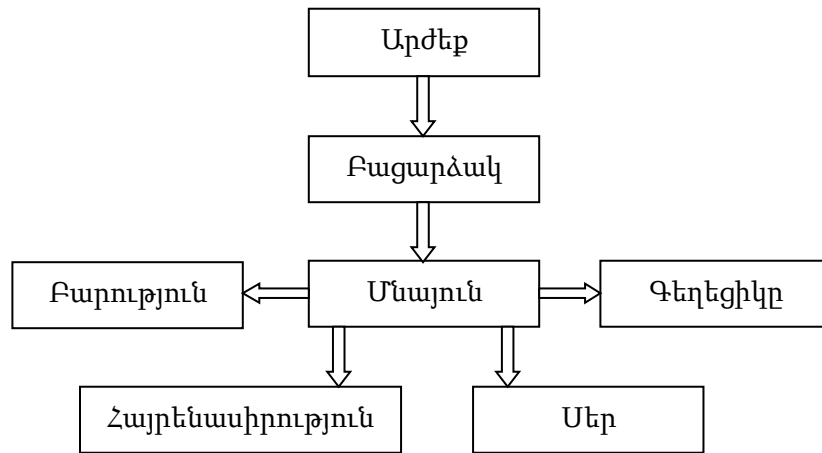 Արժեք
Բացարձակ
Բարություն
Մնայուն
Գեղեցիկը
Հայրենասիրություն
Սեր